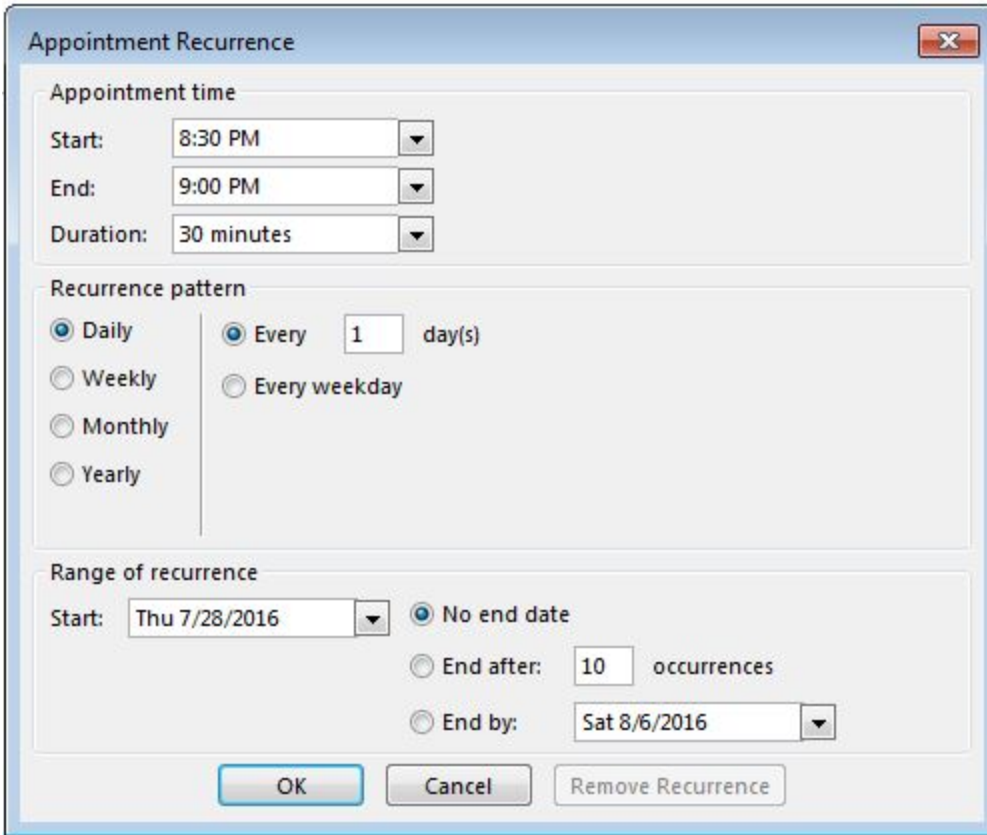 Appointment Recurrence
Appointment time
Start: 8:30 PM
End: 9:00 PM
Duration: 30 minutes
Recurrence pattern
Daily
Weekly
Monthly
Yearly
Every 1 day(s)
Every weekday
Range of recurrence
Start: Thu 7/28/2016
No end date
End after: 10 occurrences
End by: Sat 8/6/2016
OK Cancel Remove Recurrence